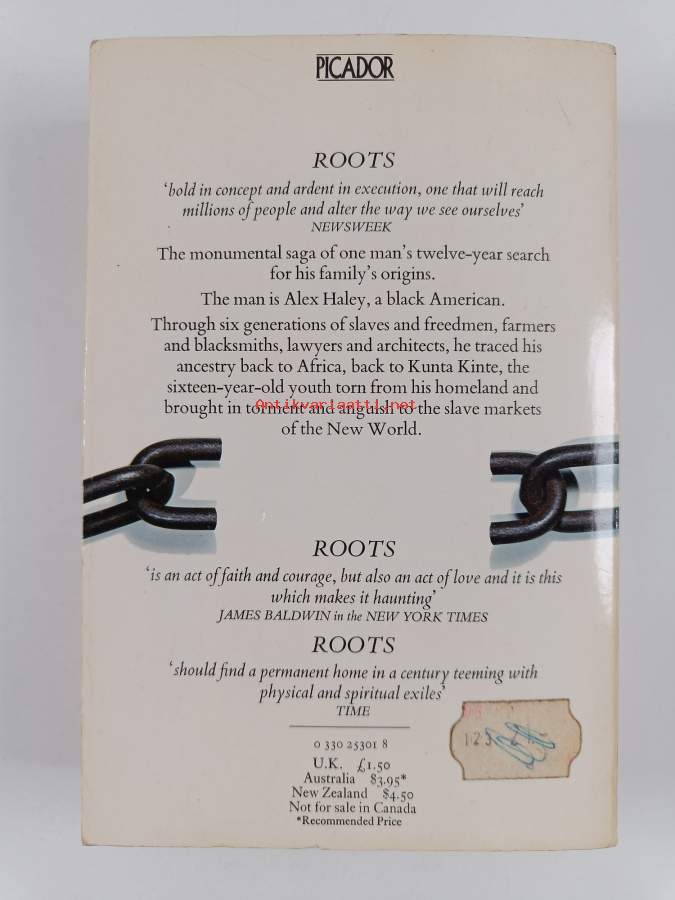 PICADOR
ROOTS
‘bold in concept and ardent in execution, one that will reach
millions of people and alter the way we see ourselves’
NEWSWEEK
The monumental saga of one man’s twelve-year search
for his family’s origins.
The man is Alex Haley, a black American.
Through six generations of slaves and freedmen, farmers
and blacksmiths, lawyers and architects, he traced his
ancestry back to Africa, back to Kunta Kinte, the
sixteen-year-old youth torn from his homeland and
Antikvariaatti.net
brought in torment and anguish to the slave markets
of the New World.
ROOTS
‘is an act of faith and courage, but also an act of love and it is this
which makes it haunting’
JAMES BALDWIN in the NEW YORK TIMES
ROOTS
‘should find a permanent home in a century teeming with
physical and spiritual exiles’
TIME
0 330 25301 8
U.K. £1.50
Australia $3.95*
New Zealand $4.50
Not for sale in Canada
*Recommended Price